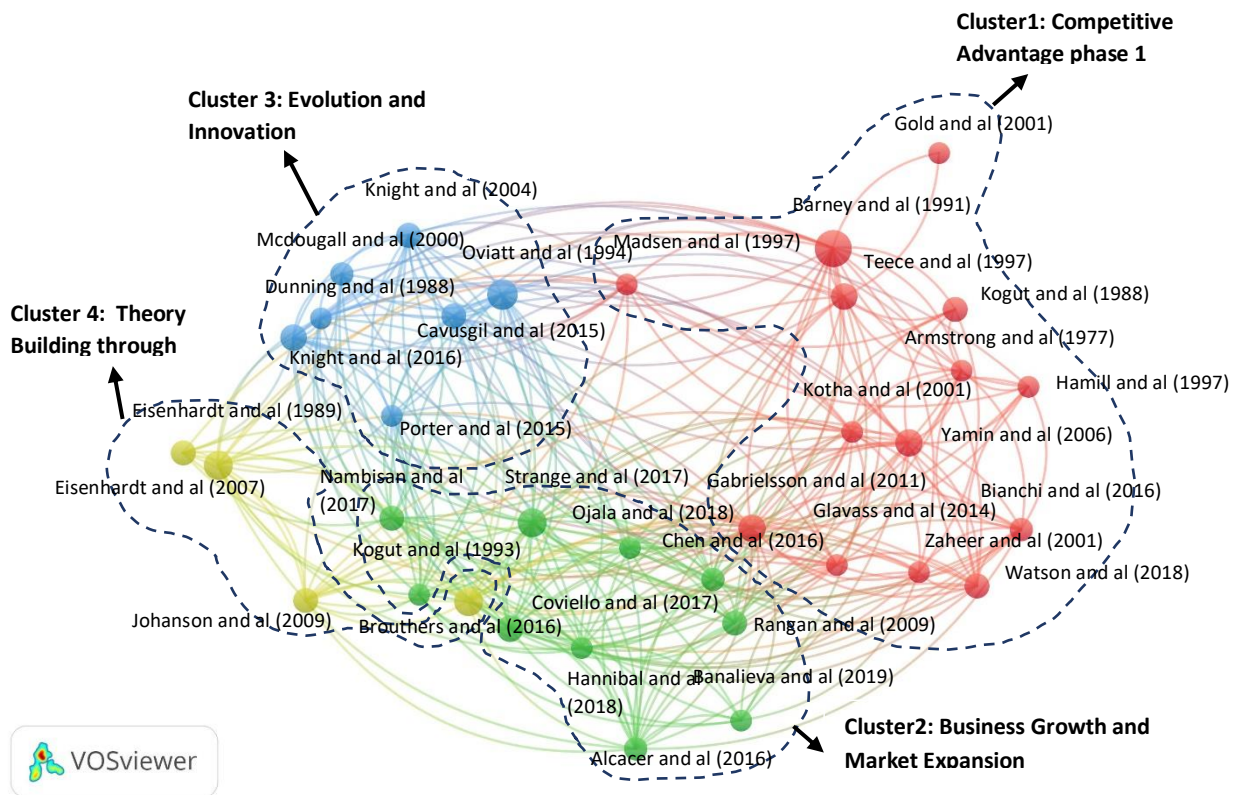 Cluster1: Competitive
Advantage phase 1
Cluster 3: Evolution and
Innovation
Gold and al (2001)
Knight and al (2004)
Barney and al (1991)
Mcdougall and al (2000)
Oviatt and al (1994)
Madsen and al (1997)
Teece and al (1997)
Dunning and al (1988)
Kogut and al (1988)
Cluster 4: Theory
Building through
Cavusgil and al (2015)
Armstrong and al (1977)
Knight and al (2016)
Kotha and al (2001)
Hamill and al (1997)
Eisenhardt and al (1989)
Porter and al (2015)
Yamin and al (2006)
Eisenhardt and al (2007)
Nambisan and al
(2017)
Strange and al (2017)
Gabrielsson and al (2011)
Bianchi and al (2016)
Ojala and al (2018)
Glavass and al (2014)
Kogut and al (1993)
Chen and al (2016)
Zaheer and al (2001)
Watson and al (2018)
Coviello and al (2017)
Johanson and al (2009)
Brouthers and al (2016)
Rangan and al (2009)
Hannibal and al
(2018)
Banalieva and al (2019)
Cluster2: Business Growth and
Market Expansion
Alcacer and al (2016)
VOSviewer